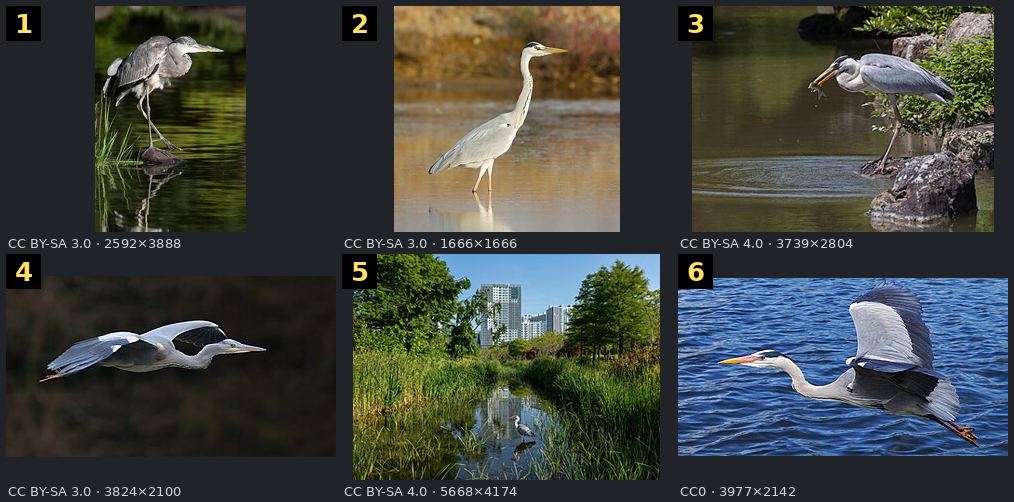 1
2
3
CC BY-SA 3.0 · 2592×3888
CC BY-SA 3.0 · 1666×1666
CC BY-SA 4.0 · 3739×2804
4
5
6
CC BY-SA 3.0 · 3824×2100
CC BY-SA 4.0 · 5668×4174
CC0 · 3977×2142